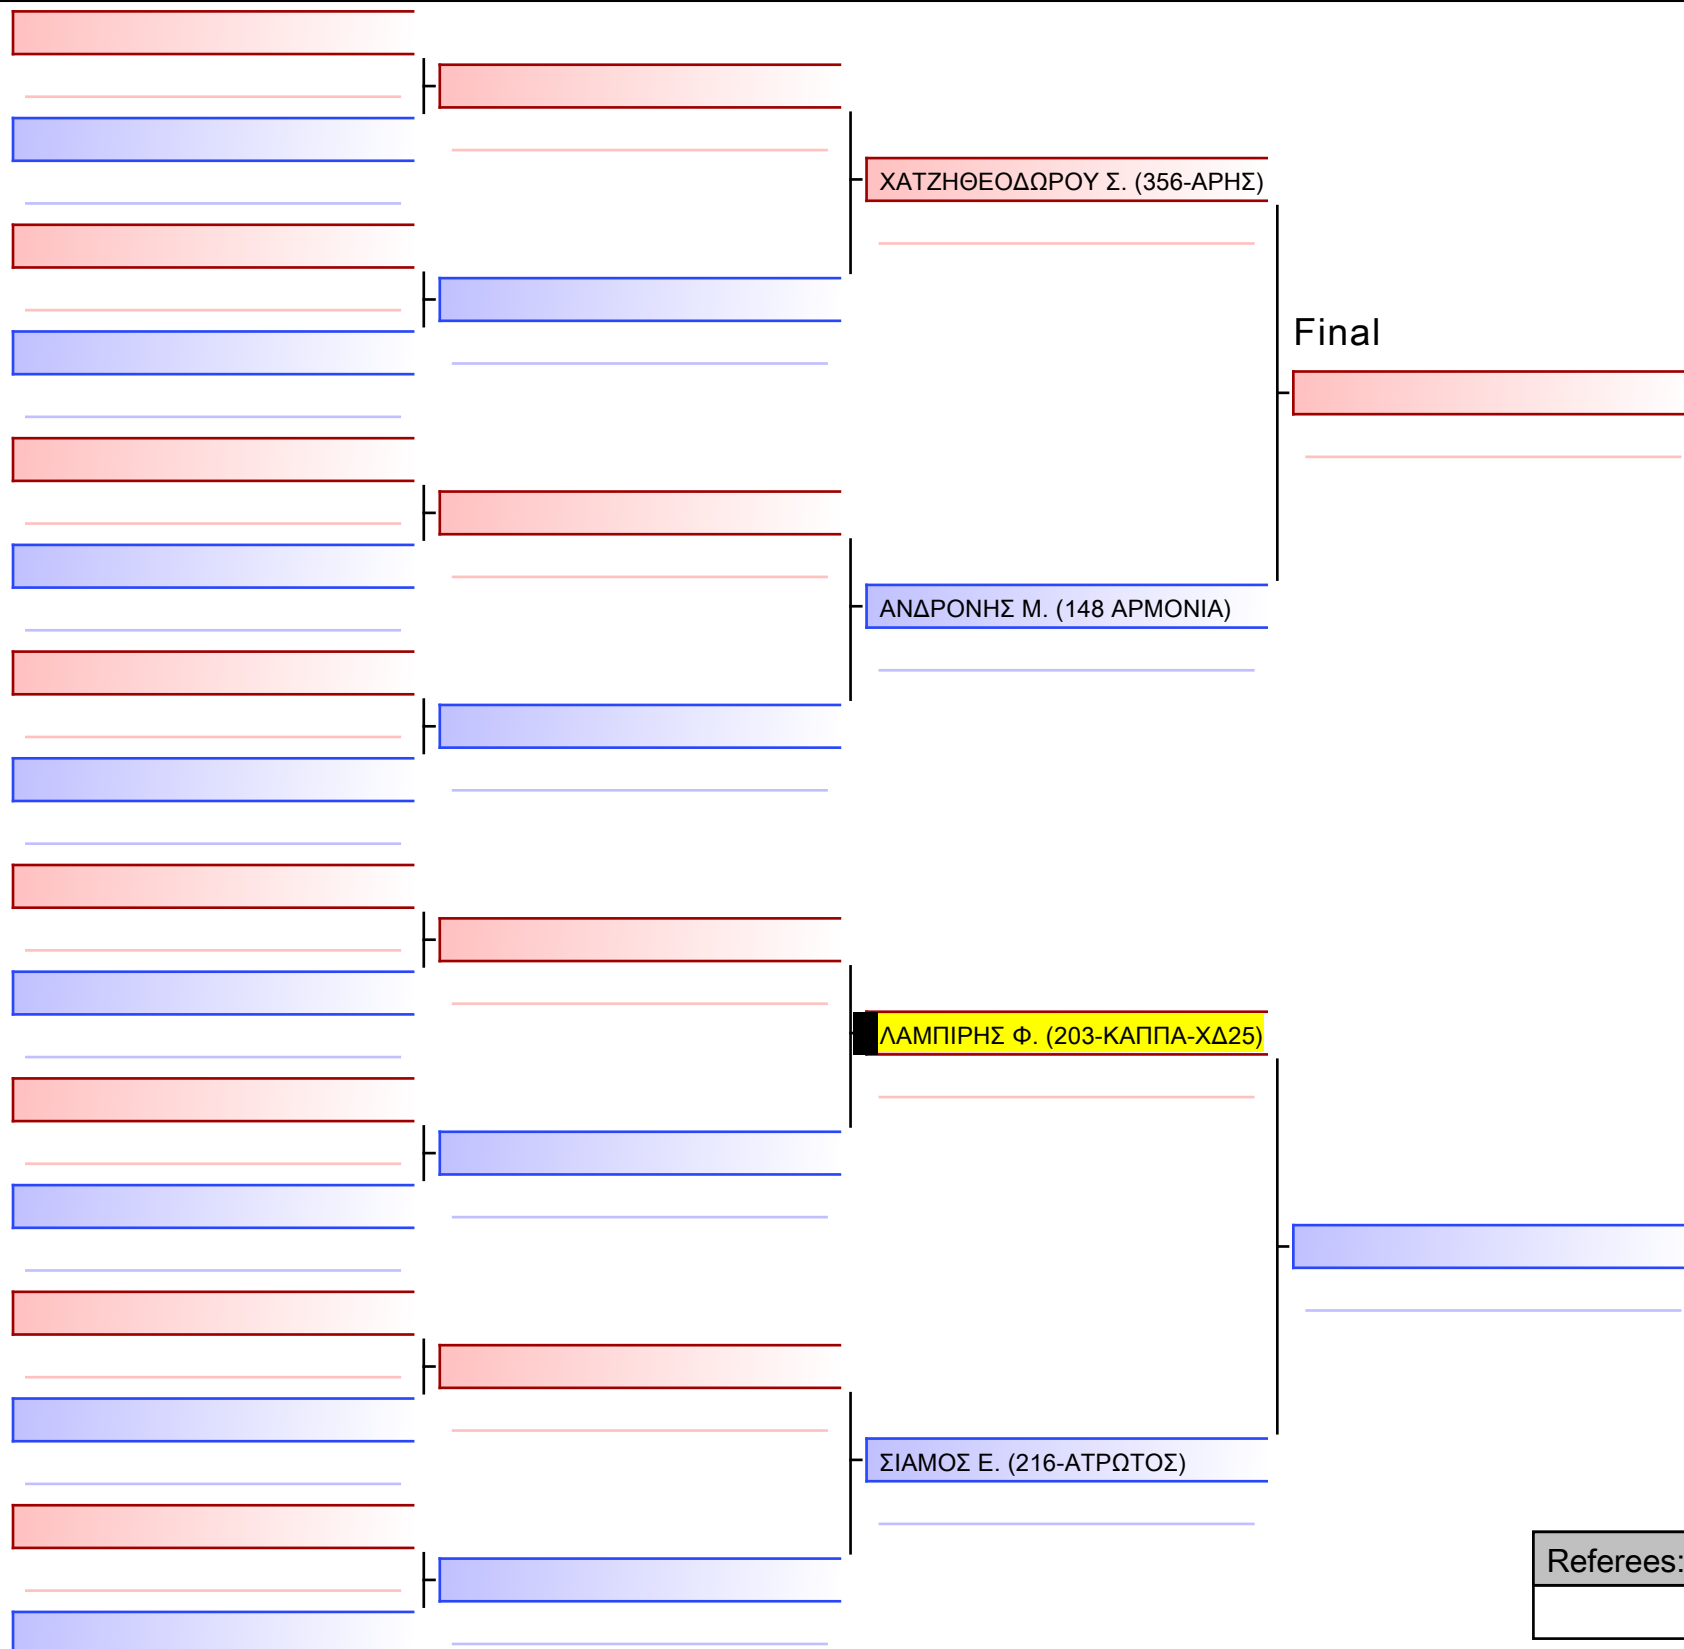 ΧΑΤΖΗΘΕΟΔΩΡΟΥ Σ. (356-ΑΡΗΣ)
Final
ΑΝΔΡΟΝΗΣ Μ. (148 ΑΡΜΟΝΙΑ)
ΛΑΜΠΙΡΗΣ Φ. (203-ΚΑΠΠΑ-ΧΔ25)
ΣΙΑΜΟΣ Ε. (216-ΑΤΡΩΤΟΣ)
Referees: